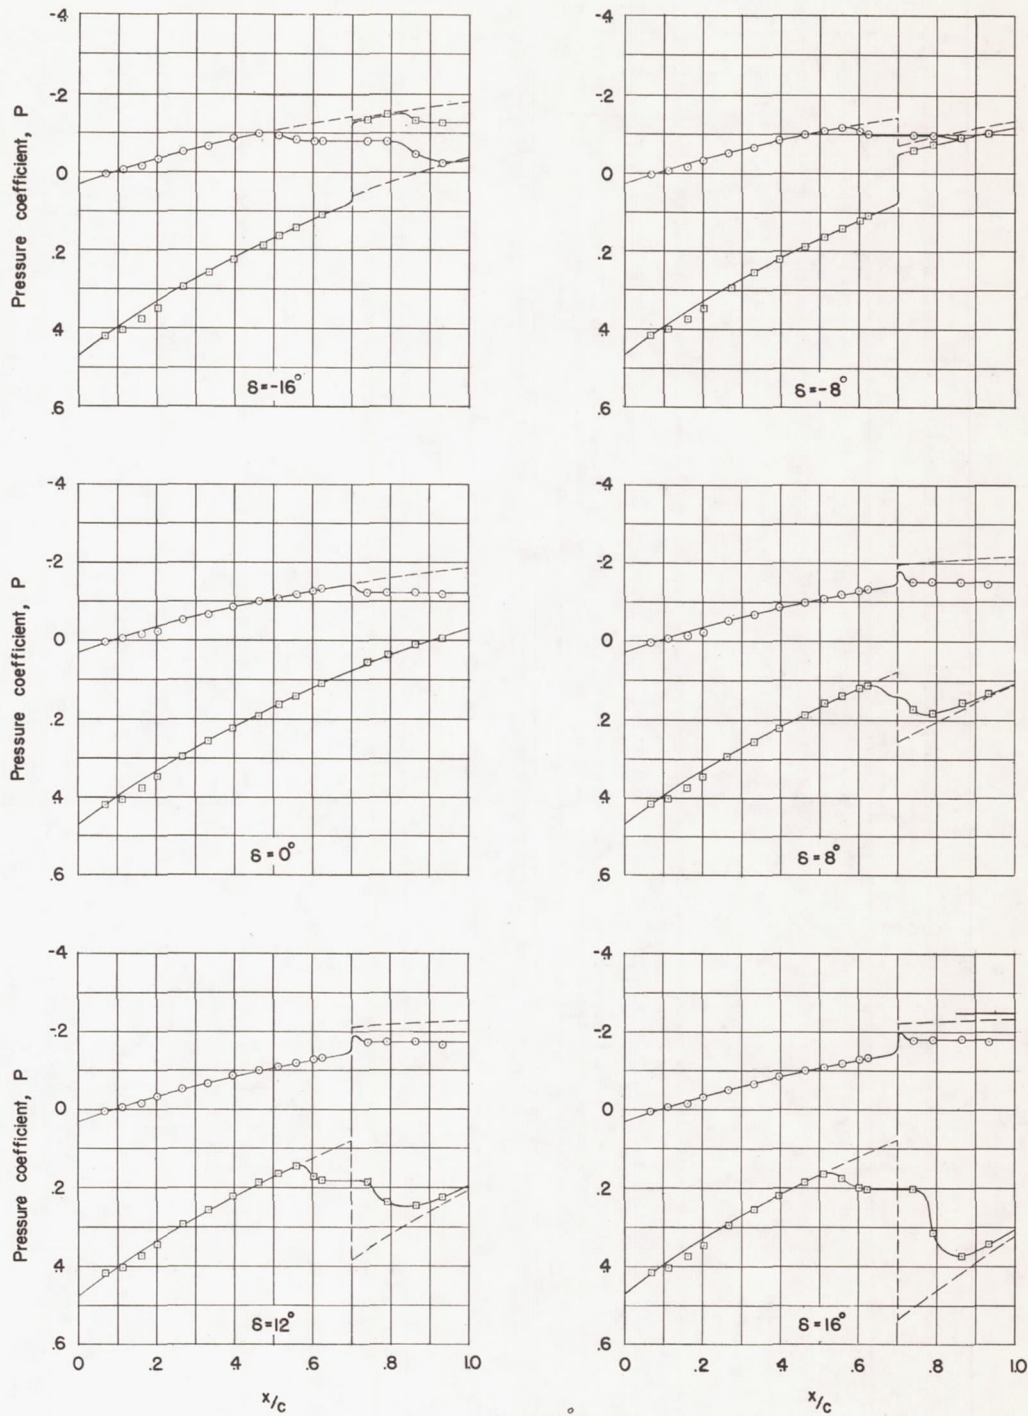 -.4
-.2
0
.2
.4
.6
Pressure coefficient, P
δ=-16°
-.4
-.2
0
.2
.4
.6
δ=-8°
-.4
-.2
0
.2
.4
.6
Pressure coefficient, P
δ=0°
-.4
-.2
0
.2
.4
.6
δ=8°
-.4
-.2
0
.2
.4
.6
Pressure coefficient, P
δ=12°
0 .2 .4 .6 .8 1.0
x/c
-.4
-.2
0
.2
.4
.6
δ=16°
0 .2 .4 .6 .8 1.0
x/c